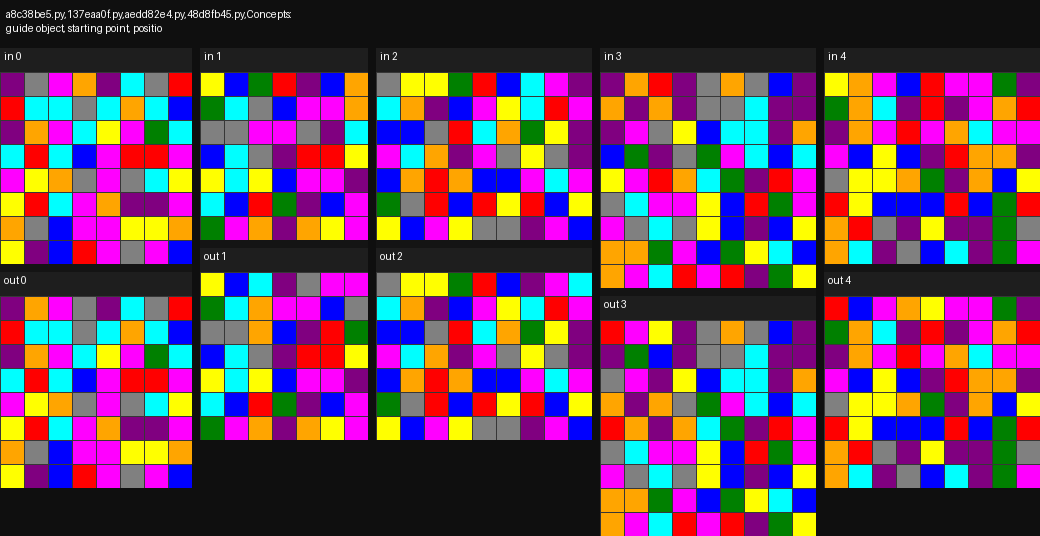 a8c38be5.py,137eaa0f.py,aedd82e4.py,48d8fb45.py,Concepts:
guide object, starting point, positio
in 0
in 1
in 2
in 3
in 4
out 0
out 1
out 2
out 3
out 4